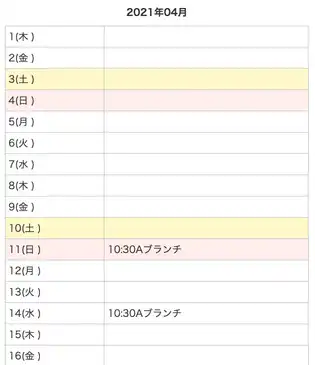 2021年04月
1(木 )
2(金 )
3(土 )
4(日 )
5(月 )
6(火 )
7(水 )
8(木 )
9(金 )
10(土 )
11(日 ) 10:30Aブランチ
12(月 )
13(火 )
14(水 ) 10:30Aブランチ
15(木 )
16(金 )